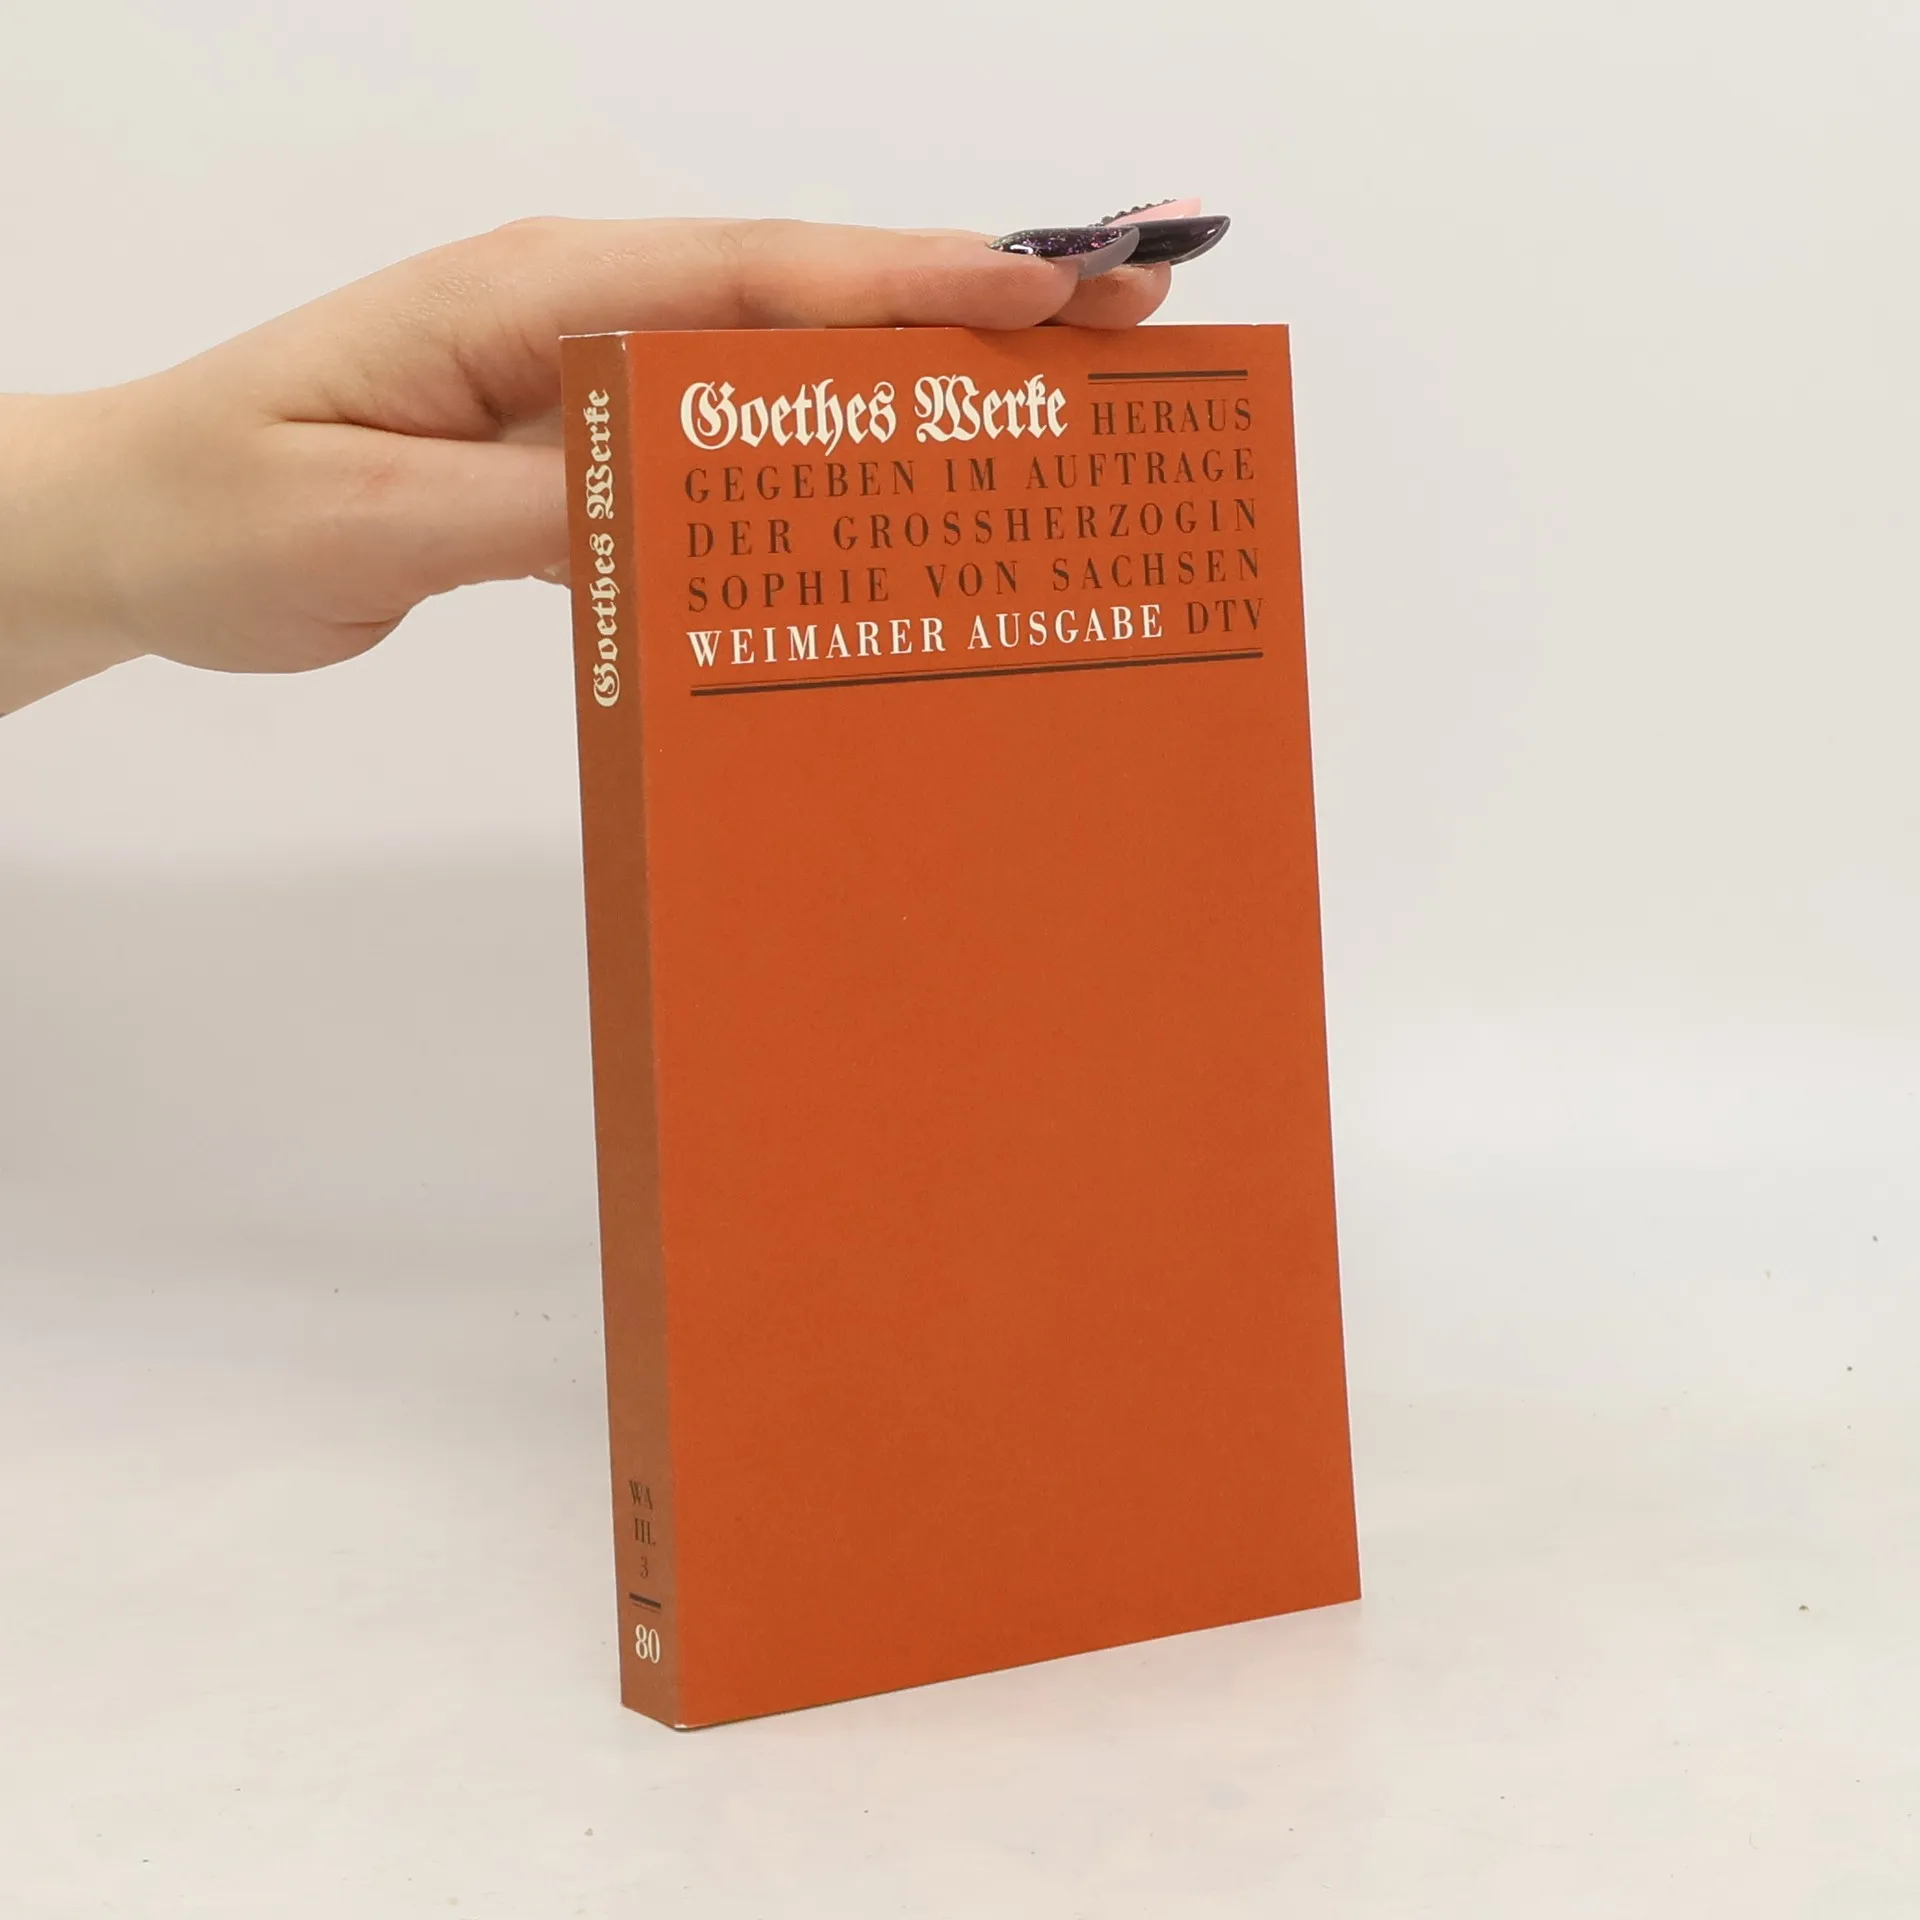 Goethes Werke HERAUS
GEGEBEN IM AUFTRAGE
DER GROSSHERZOGIN
SOPHIE VON SACHSEN
WEIMARER AUSGABE DTV
Goethes Werke
WA
III.
3
80